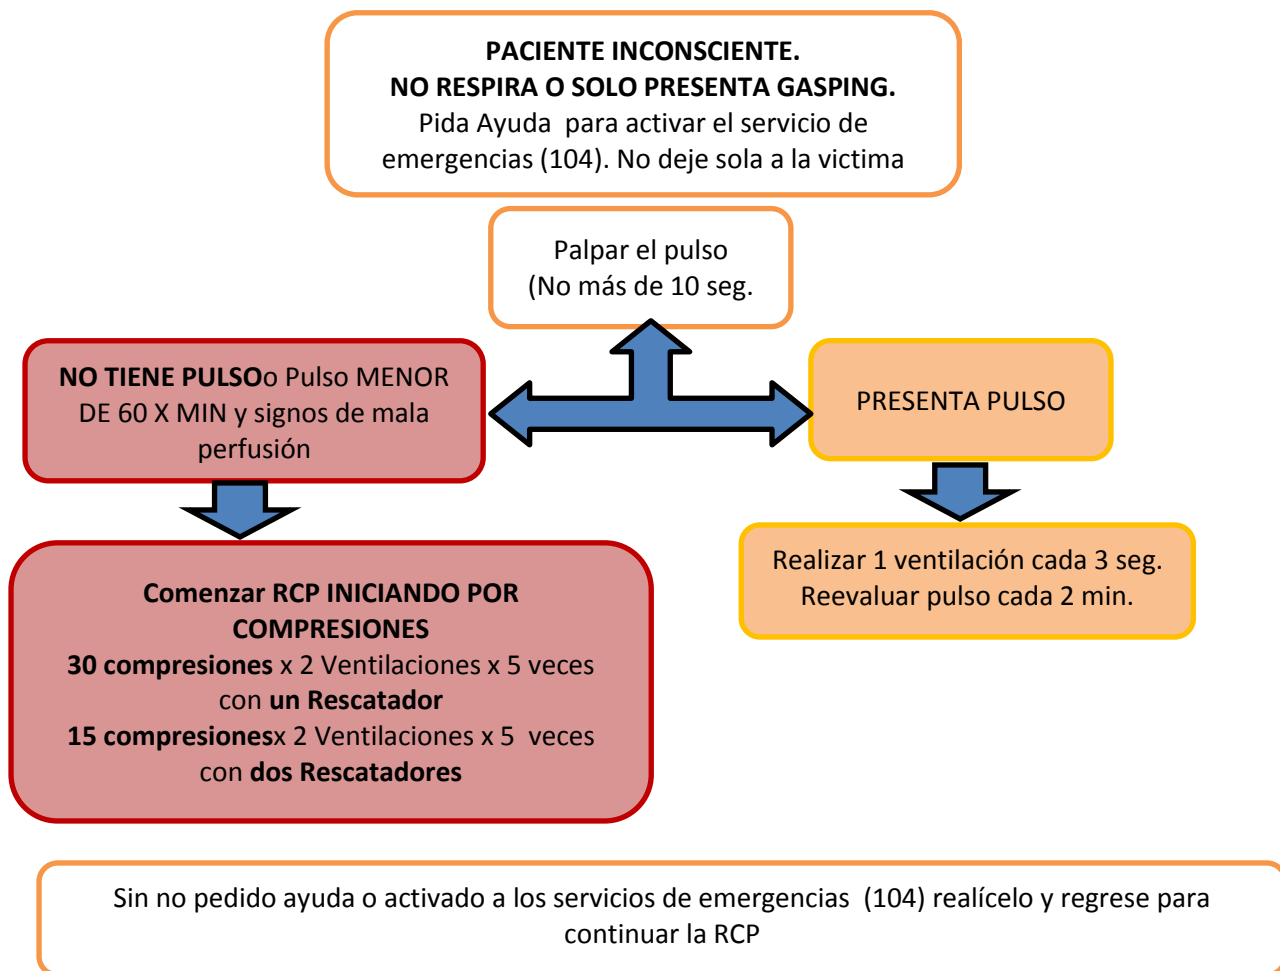 PACIENTE INCONSCIENTE.
NO RESPIRA O SOLO PRESENTA GASPING.
Pida Ayuda para activar el servicio de
emergencias (104). No deje sola a la victima
Palpar el pulso
(No más de 10 seg.
NO TIENE PULSOo Pulso MENOR
DE 60 X MIN y signos de mala
perfusión
PRESENTA PULSO
Realizar 1 ventilación cada 3 seg.
Reevaluar pulso cada 2 min.
Comenzar RCP INICIANDO POR
COMPRESIONES
30 compresiones x 2 Ventilaciones x 5 veces
con un Rescatador
15 compresionesx 2 Ventilaciones x 5 veces
con dos Rescatadores
Sin no pedido ayuda o activado a los servicios de emergencias (104) realícelo y regrese para
continuar la RCP